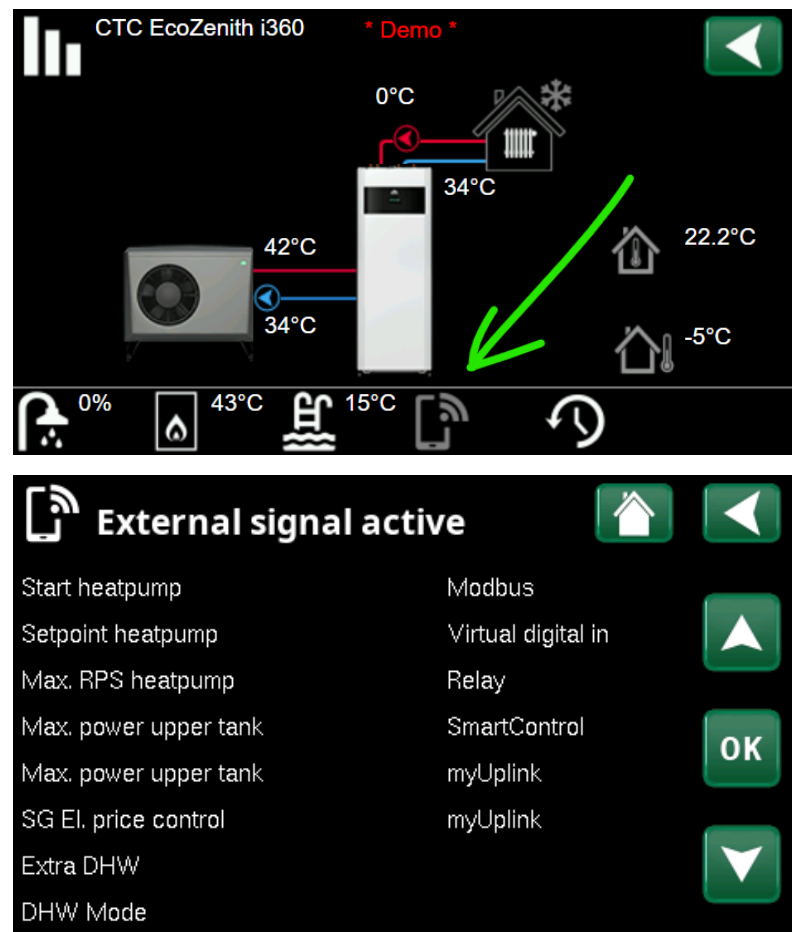 CTC EcoZenith i360 * Demo *
0°C
34°C
42°C
34°C
22.2°C
-5°C
0% 43°C 15°C
External signal active
Start heatpump Modbus
Setpoint heatpump Virtual digital in
Max. RPS heatpump Relay
Max. power upper tank SmartControl
Max. power upper tank myUplink
SG El. price control myUplink
Extra DHW
DHW Mode
OK